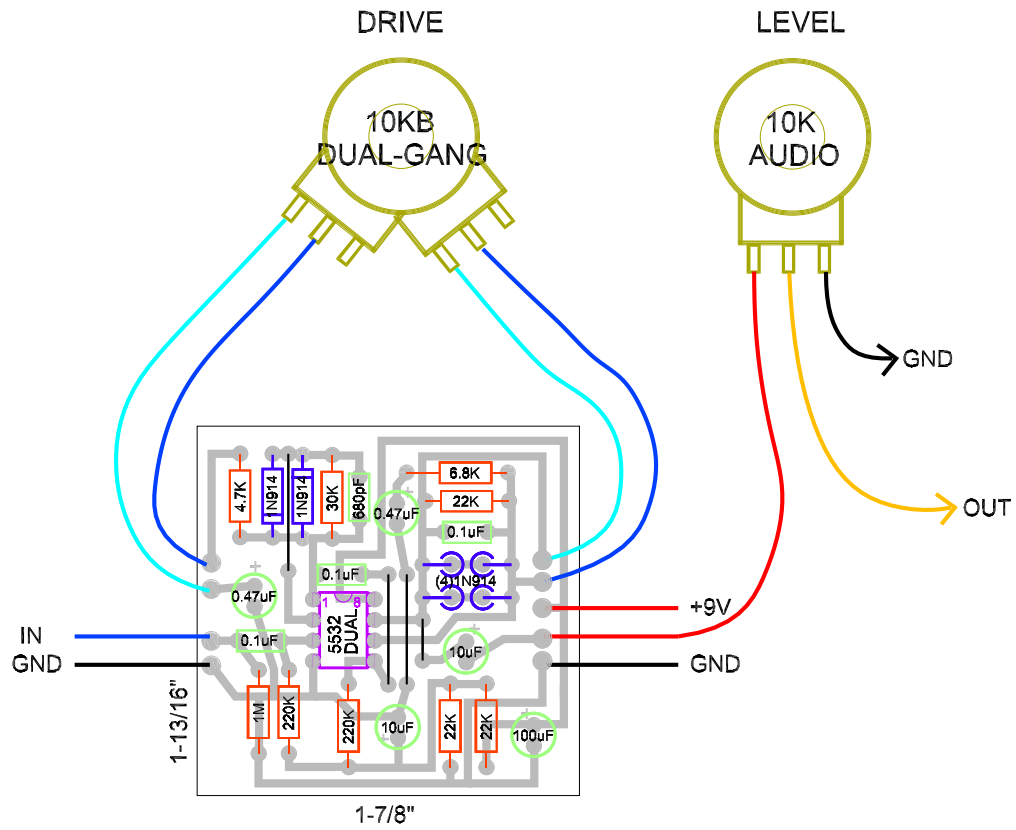 DRIVE
LEVEL
10KB
DUAL-GANG
10K
AUDIO
GND
OUT
4.7K
1N914
1N914
30K
680pF
0.47uF
6.8K
22K
0.1uF
(4)1N914
0.1uF
0.47uF
1
8
5532
DUAL
0.1uF
10uF
+9V
IN
GND
GND
1M
220K
220K
10uF
22K
22K
100uF
1-13/16"
1-7/8"